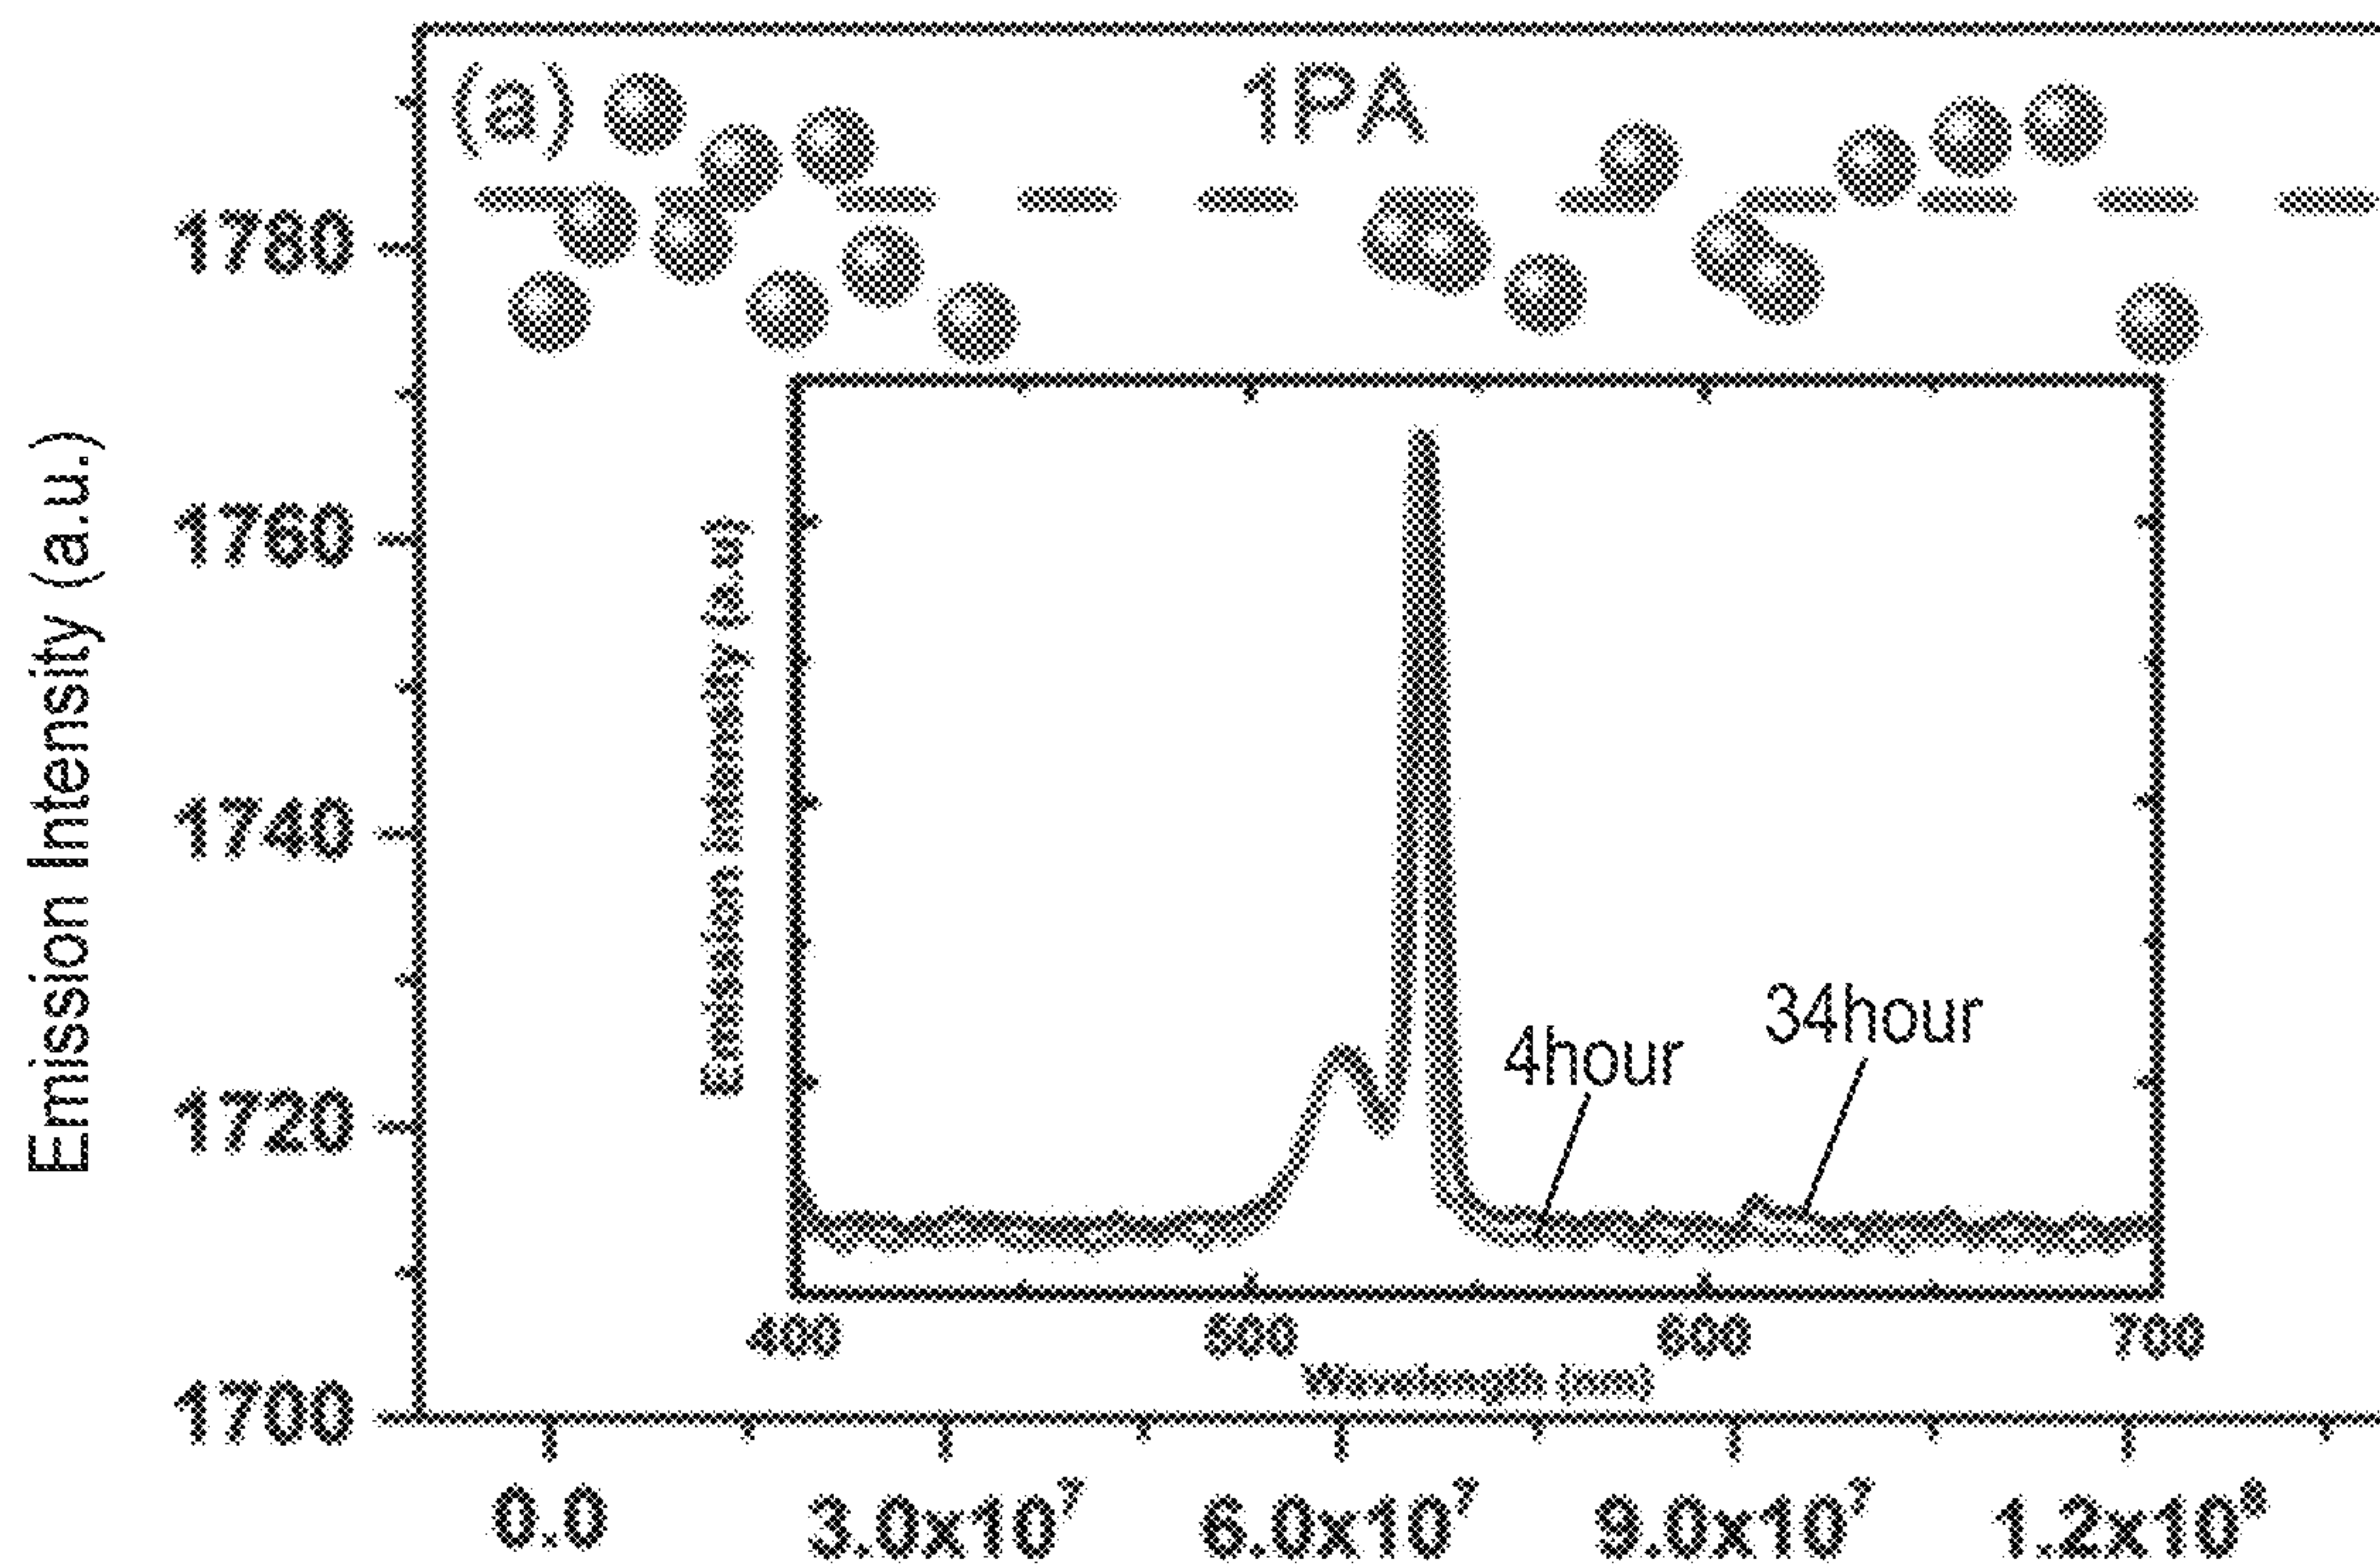 (a)
1PA
Emission Intensity (a.u.)
1780
1760
1740
1720
1700
Emission Intensity (a.u)
4hour
34hour
400 500 600 700
Wavelength (nm)
0.0 3.0x10⁷ 6.0x10⁷ 9.0x10⁷ 1.2x10⁸